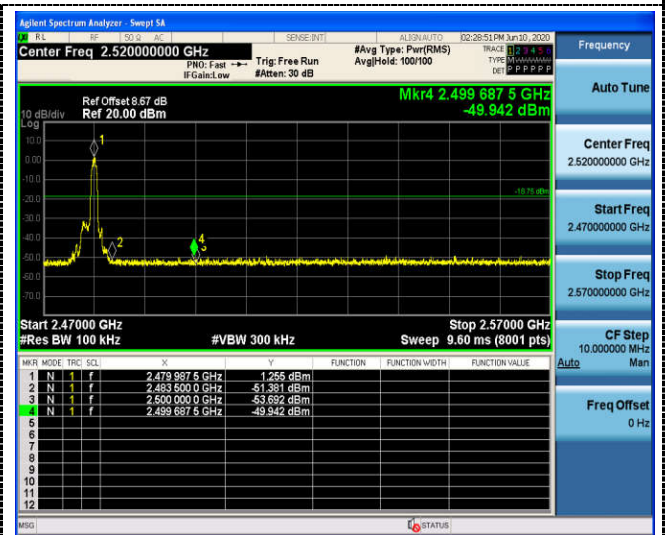 Agilent Spectrum Analyzer - Swept SA
RL RF 50 Ω AC SENSE:INT ALIGNAUTO 02:28:51 PM Jun 10, 2020
Center Freq 2.520000000 GHz
PNO: Fast
IFGain:Low
Trig: Free Run
#Atten: 30 dB
#Avg Type: Pwr(RMS)
Avg|Hold: 100/100
TRACE 1 2 3 4 5 6
TYPE M
DET P P P P P P
Frequency
Auto Tune
Center Freq
2.520000000 GHz
Start Freq
2.470000000 GHz
Stop Freq
2.570000000 GHz
CF Step
10.000000 MHz
Auto Man
Freq Offset
0 Hz
Mkr4 2.499 687 5 GHz
-49.942 dBm
Ref Offset 8.67 dB
10 dB/div Ref 20.00 dBm
Log
10.0
0.00
-10.0
-20.0
-30.0
-40.0
-50.0
-60.0
-70.0
1
2
4
3
-18.75 dBm
Start 2.47000 GHz Stop 2.57000 GHz
#Res BW 100 kHz #VBW 300 kHz Sweep 9.60 ms (8001 pts)
MKR MODE TRC SCL X Y FUNCTION FUNCTION WIDTH FUNCTION VALUE
1 N 1 f 2.479 987 5 GHz 1.255 dBm
2 N 1 f 2.483 500 0 GHz -51.381 dBm
3 N 1 f 2.500 000 0 GHz -53.692 dBm
4 N 1 f 2.499 687 5 GHz -49.942 dBm
5
6
7
8
9
10
11
12
MSG STATUS